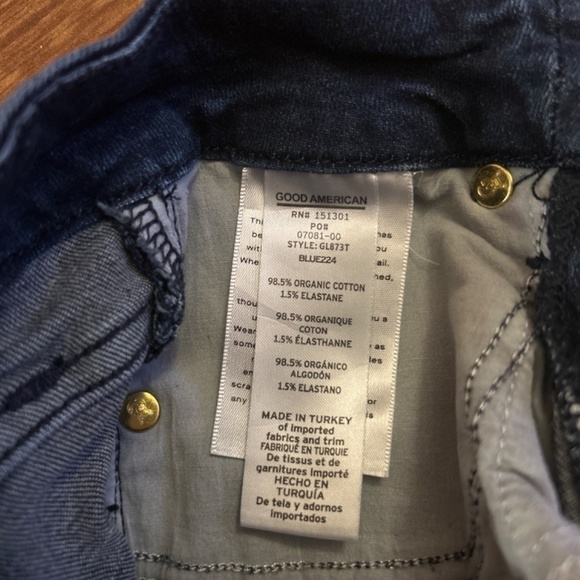 GOOD AMERICAN
RN# 151301
PO#
07081-00
STYLE: GL873T
BLUE224
98.5% ORGANIC COTTON
1.5% ELASTANE
98.5% ORGANIQUE
COTON
1.5% ÉLASTHANNE
98.5% ORGÁNICO
ALGODÓN
1.5% ELASTANO
MADE IN TURKEY
of imported
fabrics and trim
FABRIQUÉ EN TURQUIE
De tissus et de
garnitures importé
HECHO EN
TURQUÍA
De tela y adornos
importados